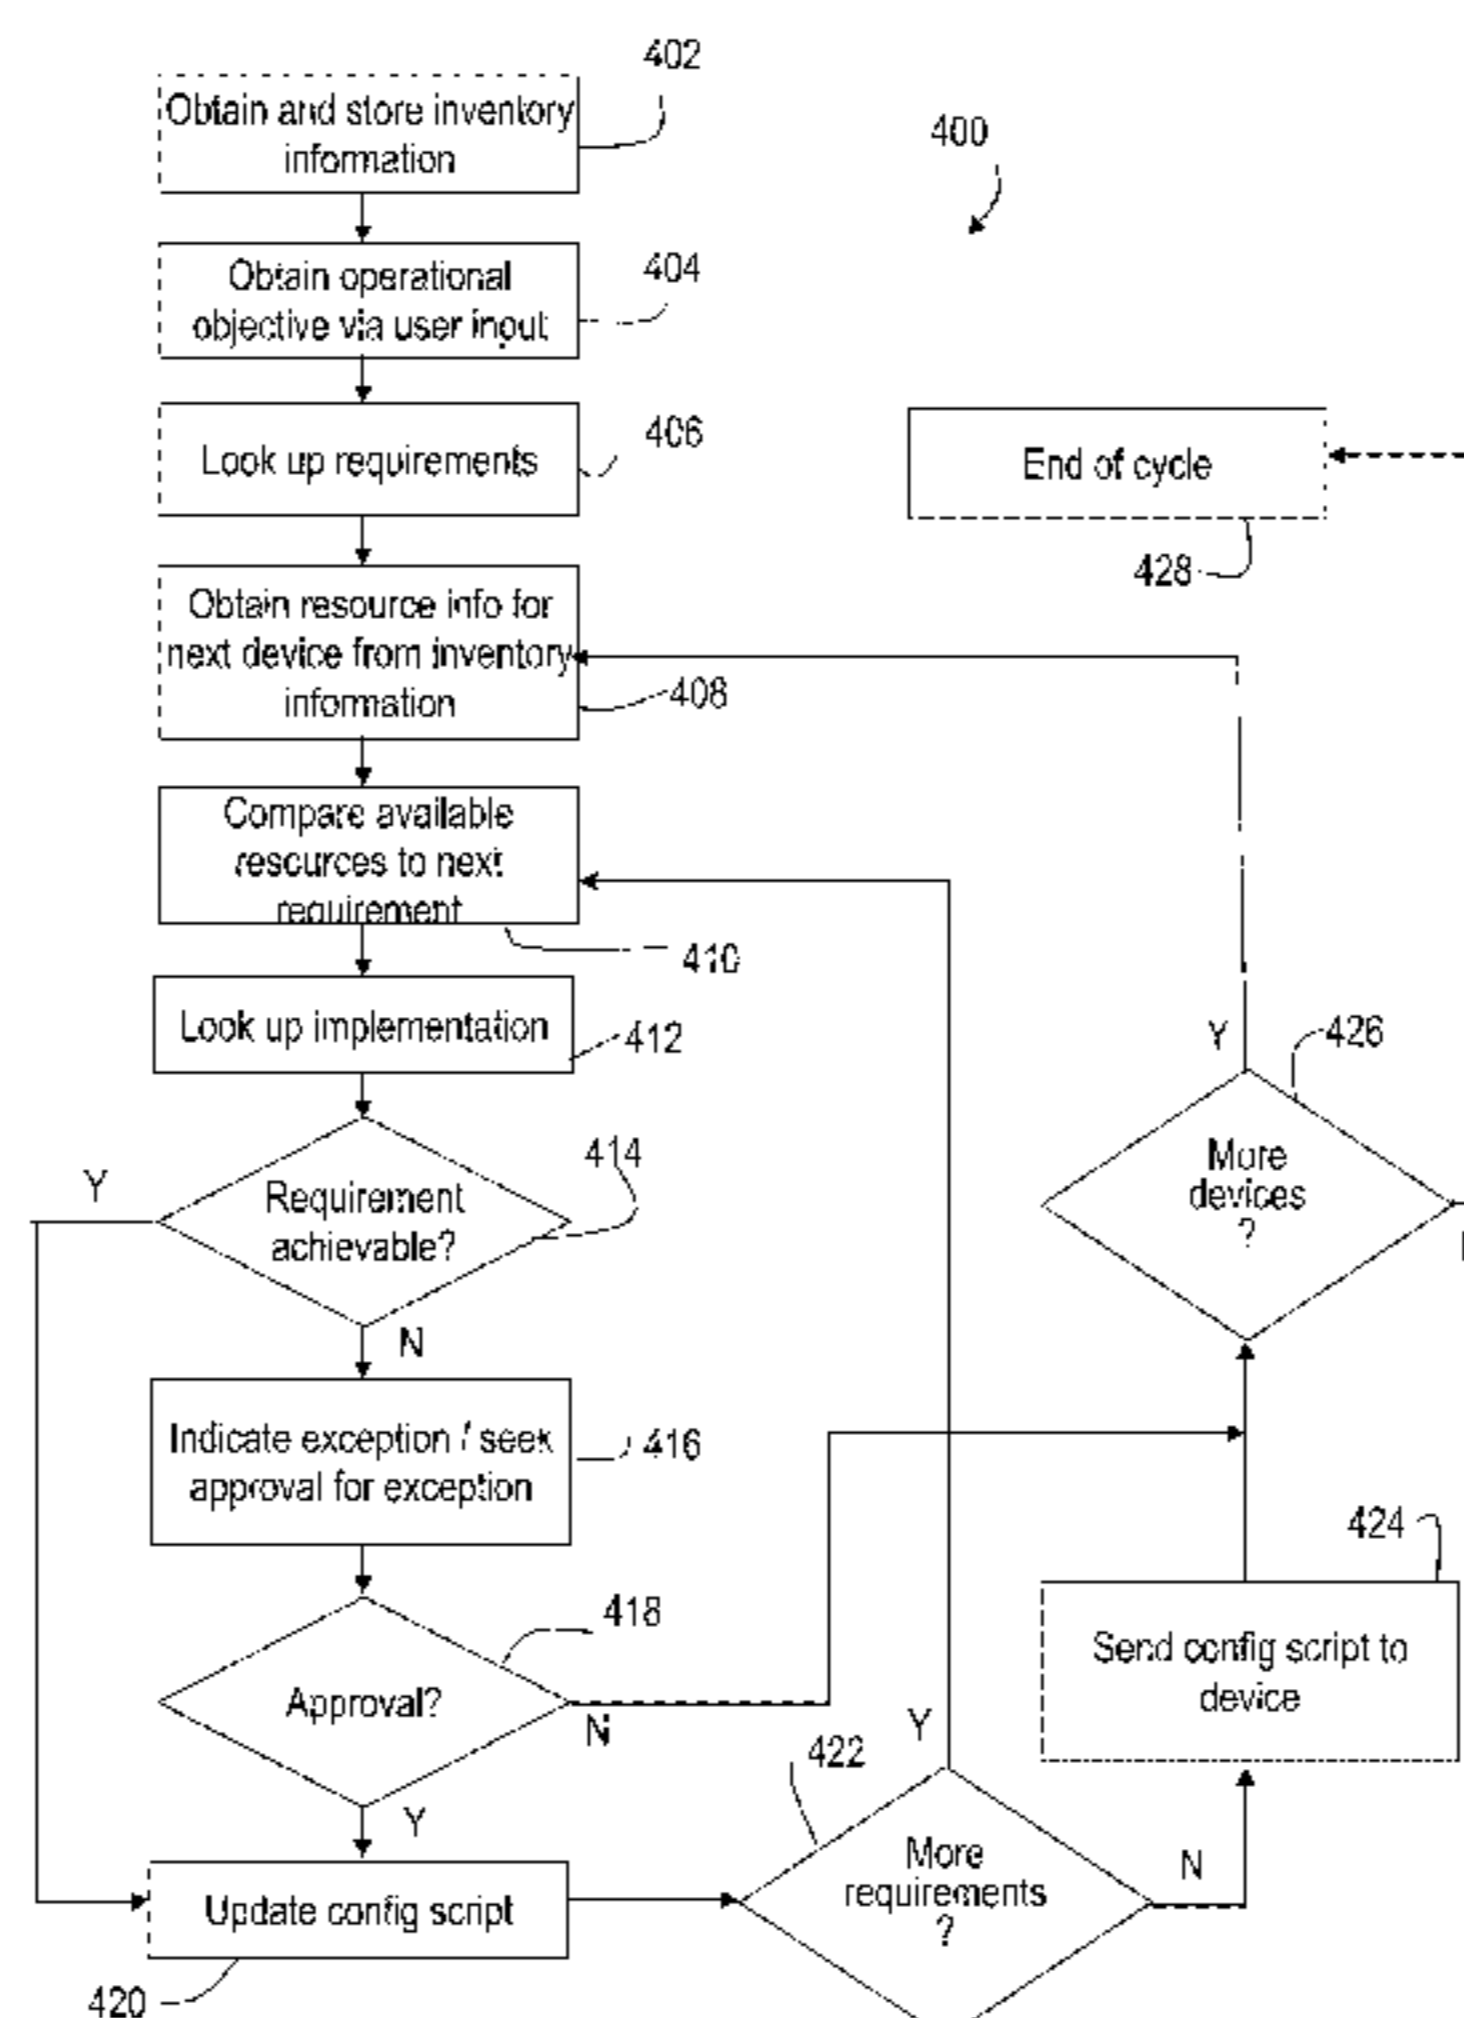 402
Obtain and store inventory
information
400
404
Obtain operational
objective via user input
406
Look up requirements
End of cycle
428
Obtain resource info for
next device from inventory
information
408
Compare available
resources to next
requirement
410
Look up implementation
412
Y
426
More
devices
?
414
Y
Requirement
achievable?
N
Indicate exception / seek
approval for exception
416
424
418
Send config script to
device
Approval?
N
Y
422
Y
More
requirements
?
N
Update config script
420